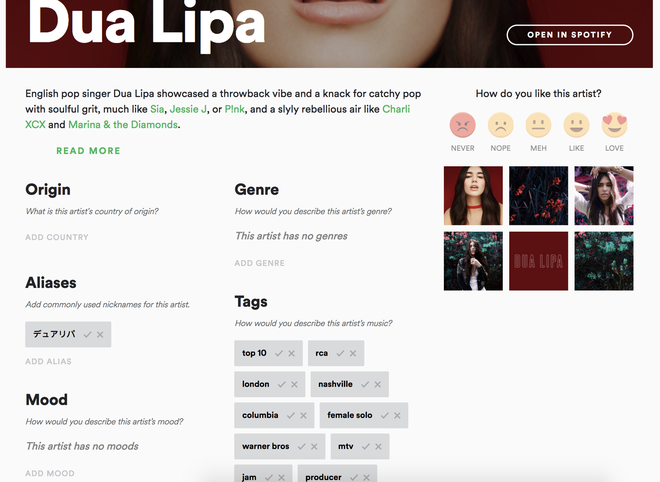 Dua Lipa
OPEN IN SPOTIFY
English pop singer Dua Lipa showcased a throwback vibe and a knack for catchy pop
with soulful grit, much like Sia, Jessie J, or P!nk, and a slyly rebellious air like Charli
XCX and Marina & the Diamonds.
READ MORE
How do you like this artist?
NEVER NOPE MEH LIKE LOVE
DUA LIPA
Origin
What is this artist's country of origin?
ADD COUNTRY
Aliases
Add commonly used nicknames for this artist.
デュアリパ
ADD ALIAS
Mood
How would you describe this artist's mood?
This artist has no moods
ADD MOOD
Genre
How would you describe this artist's genre?
This artist has no genres
ADD GENRE
Tags
How would you describe this artist's music?
top 10 rca
london nashville
columbia female solo
warner bros mtv
jam producer